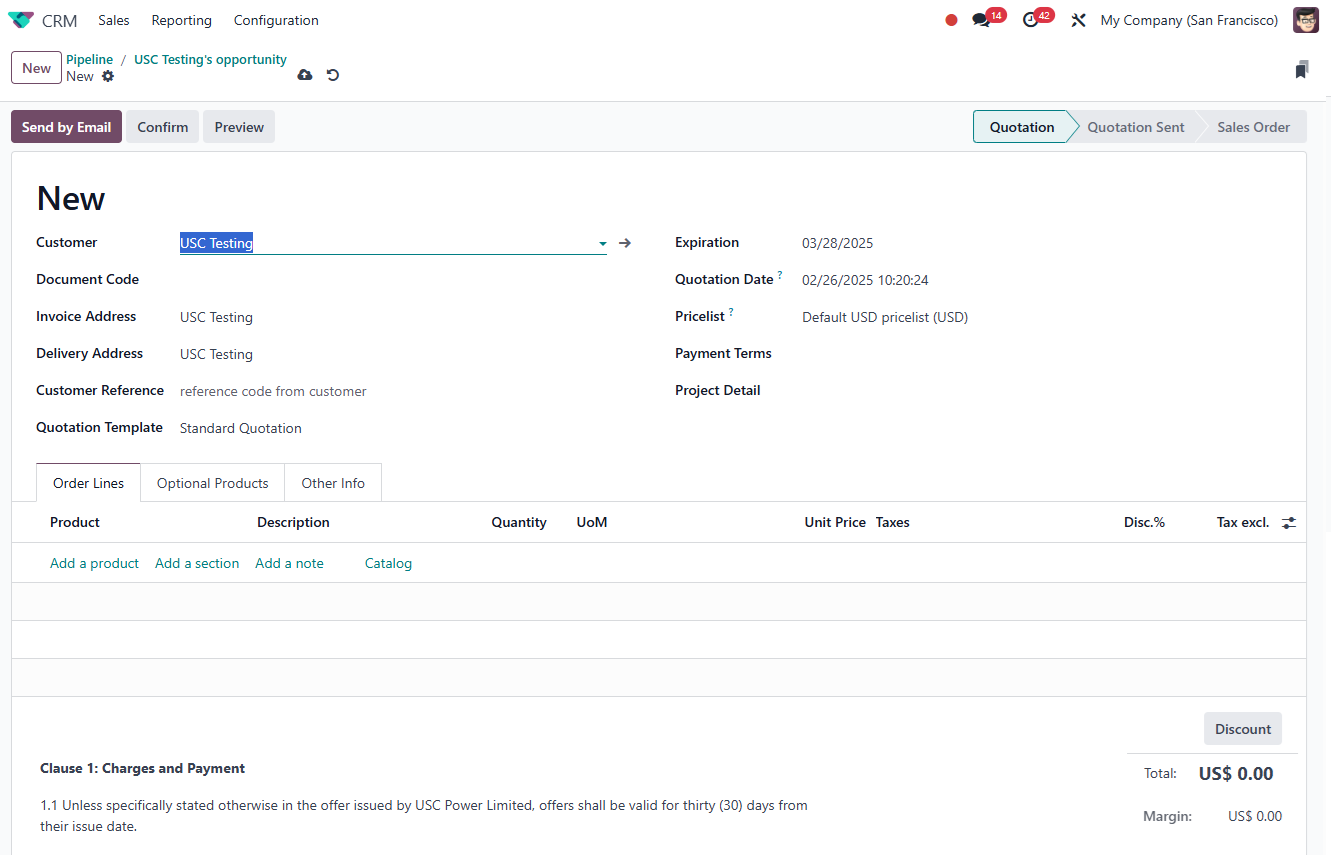 CRM Sales Reporting Configuration 14 42 My Company (San Francisco)
New Pipeline / USC Testing's opportunity
New
Send by Email Confirm Preview Quotation Quotation Sent Sales Order
New
Customer USC Testing Expiration 03/28/2025
Document Code Quotation Date ? 02/26/2025 10:20:24
Invoice Address USC Testing Pricelist ? Default USD pricelist (USD)
Delivery Address USC Testing Payment Terms
Customer Reference reference code from customer Project Detail
Quotation Template Standard Quotation
Order Lines Optional Products Other Info
Product Description Quantity UoM Unit Price Taxes Disc.% Tax excl.
Add a product Add a section Add a note Catalog
Discount
Clause 1: Charges and Payment
Total: US$ 0.00
1.1 Unless specifically stated otherwise in the offer issued by USC Power Limited, offers shall be valid for thirty (30) days from
their issue date.
Margin: US$ 0.00